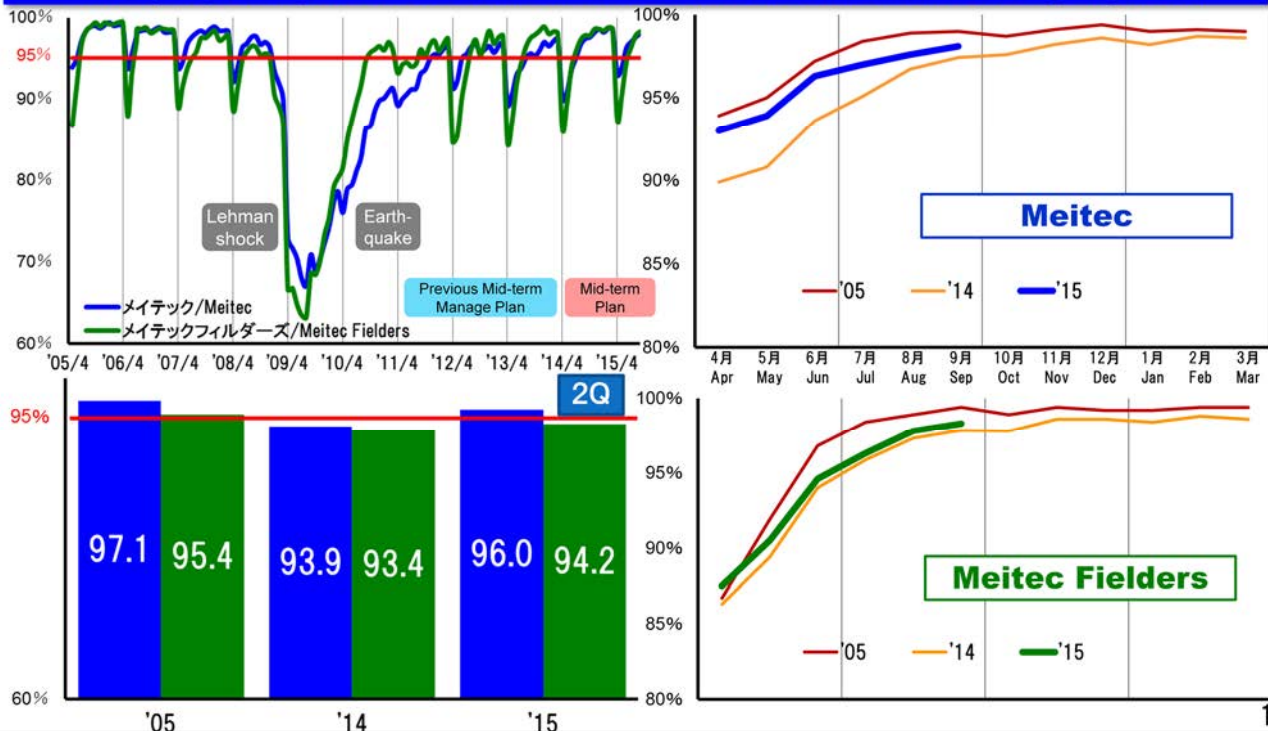 100%
95%
90%
80%
70%
60%
Lehman
shock
Earth-
quake
Previous Mid-term
Manage Plan
Mid-term
Plan
メイテック/Meitec
メイテックフィルダーズ/Meitec Fielders
'05/4 '06/4 '07/4 '08/4 '09/4 '10/4 '11/4 '12/4 '13/4 '14/4 '15/4
100%
95%
90%
85%
80%
Meitec
'05 '14 '15
4月 5月 6月 7月 8月 9月 10月 11月 12月 1月 2月 3月
Apr May Jun Jul Aug Sep Oct Nov Dec Jan Feb Mar
2Q
95%
60%
97.1 95.4 93.9 93.4 96.0 94.2
'05 '14 '15
100%
95%
90%
85%
80%
Meitec Fielders
'05 '14 '15